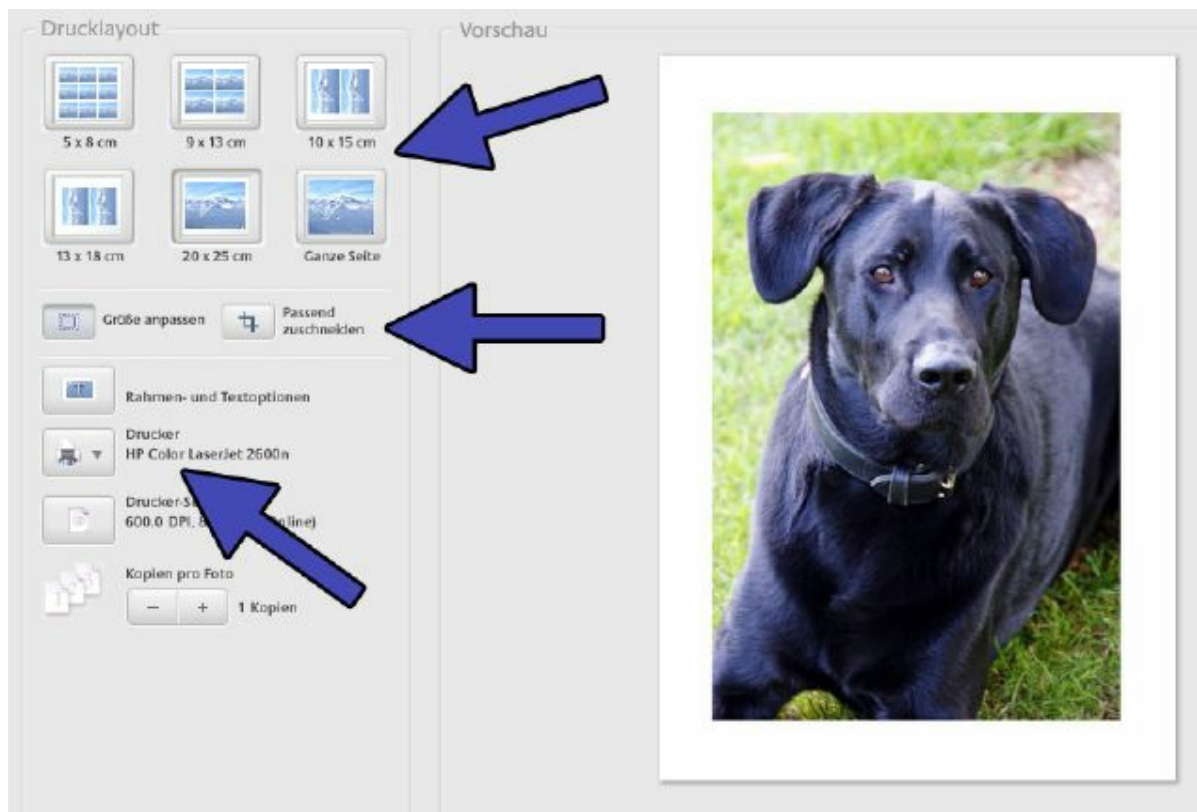 Drucklayout
Vorschau
5 x 8 cm
9 x 13 cm
10 x 15 cm
13 x 18 cm
20 x 25 cm
Ganze Seite
Größe anpassen
Passend
zuschneiden
Rahmen- und Textoptionen
Drucker
HP Color LaserJet 2600n
600.0 DPI,
Kopien pro Foto
− + 1 Kopien